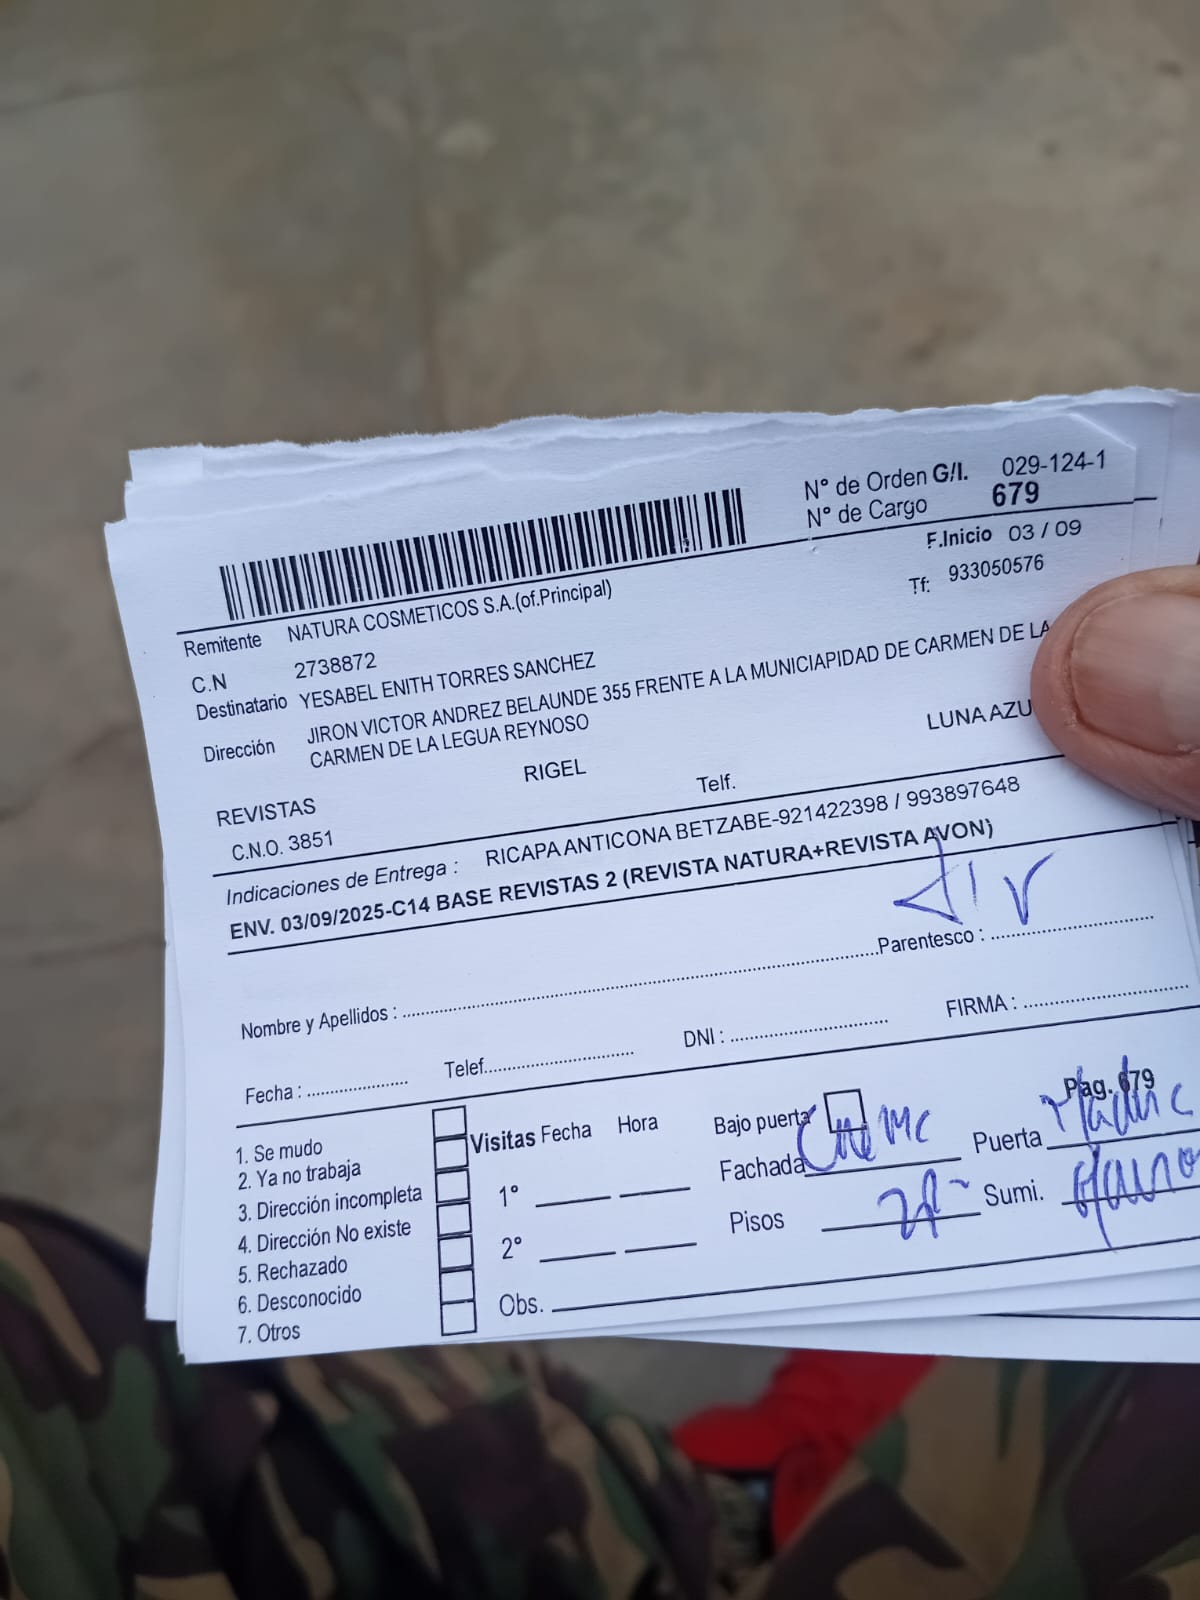 N° de Orden G/I. 029-124-1
N° de Cargo 679
F.Inicio 03 / 09
Remitente NATURA COSMETICOS S.A.(of.Principal)
Tf: 933050576
C.N 2738872
Destinatario YESABEL ENITH TORRES SANCHEZ
Dirección JIRON VICTOR ANDREZ BELAUNDE 355 FRENTE A LA MUNICIAPIDAD DE CARMEN DE LA
CARMEN DE LA LEGUA REYNOSO
REVISTAS RIGEL LUNA AZU
C.N.O. 3851 Telf.
Indicaciones de Entrega : RICAPA ANTICONA BETZABE-921422398 / 993897648
ENV. 03/09/2025-C14 BASE REVISTAS 2 (REVISTA NATURA+REVISTA AVON)
Nombre y Apellidos : Parentesco :
Fecha : Telef. DNI : FIRMA :
Pag. 679
1. Se mudo
2. Ya no trabaja
3. Dirección incompleta
4. Dirección No existe
5. Rechazado
6. Desconocido
7. Otros
Visitas Fecha Hora
1°
2°
Obs.
Bajo puerta
Fachada Puerta
Pisos Sumi.